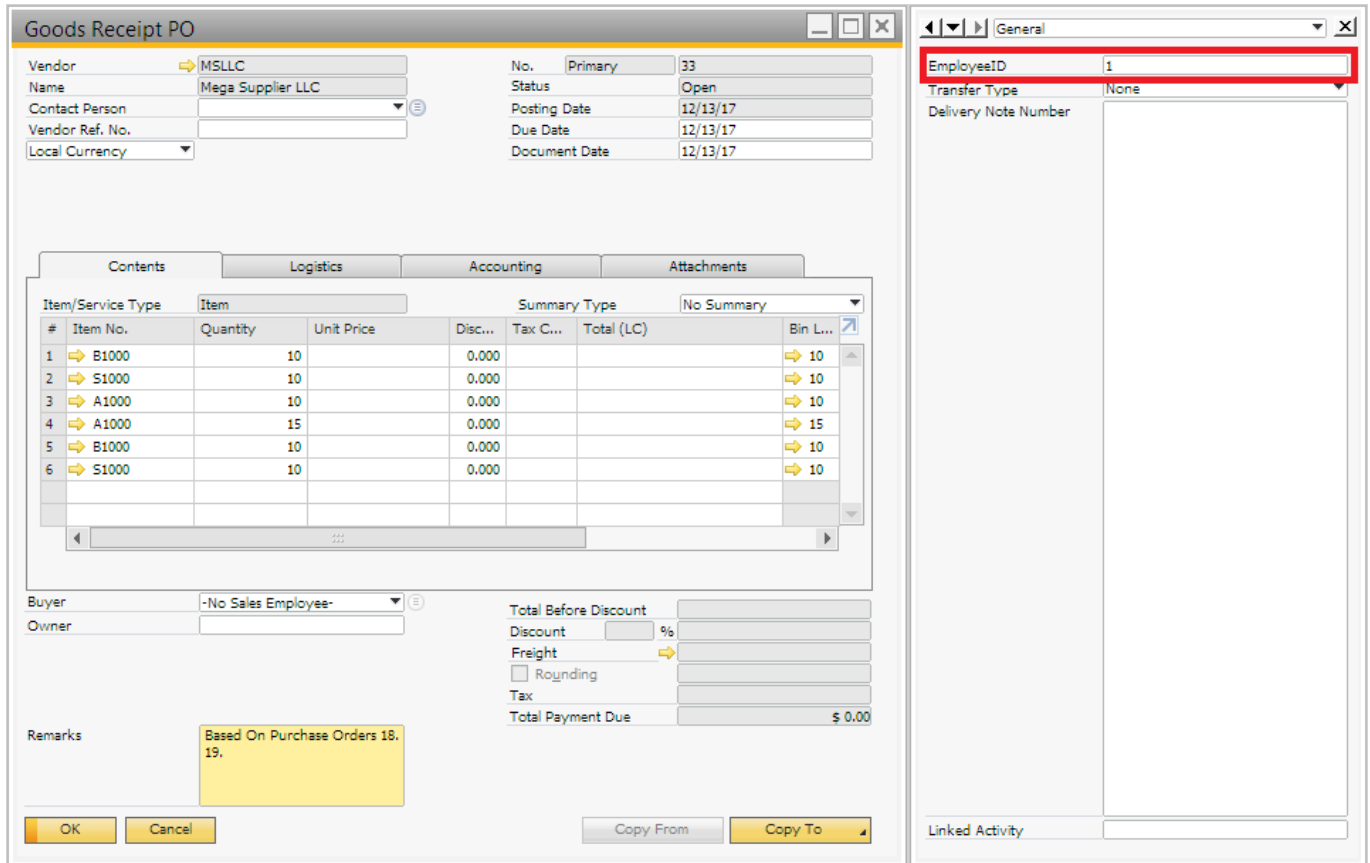 Goods Receipt PO
Vendor MSLLC No. Primary 33
Name Mega Supplier LLC Status Open
Contact Person Posting Date 12/13/17
Vendor Ref. No. Due Date 12/13/17
Local Currency Document Date 12/13/17
Contents Logistics Accounting Attachments
Item/Service Type Item Summary Type No Summary
# Item No. Quantity Unit Price Disc... Tax C... Total (LC) Bin L...
1 B1000 10 0.000 10
2 S1000 10 0.000 10
3 A1000 10 0.000 10
4 A1000 15 0.000 15
5 B1000 10 0.000 10
6 S1000 10 0.000 10
Buyer -No Sales Employee- Total Before Discount
Owner Discount %
Freight
Rounding
Tax
Total Payment Due $ 0.00
Remarks Based On Purchase Orders 18.
19.
OK Cancel Copy From Copy To
General
EmployeeID 1
Transfer Type None
Delivery Note Number
Linked Activity